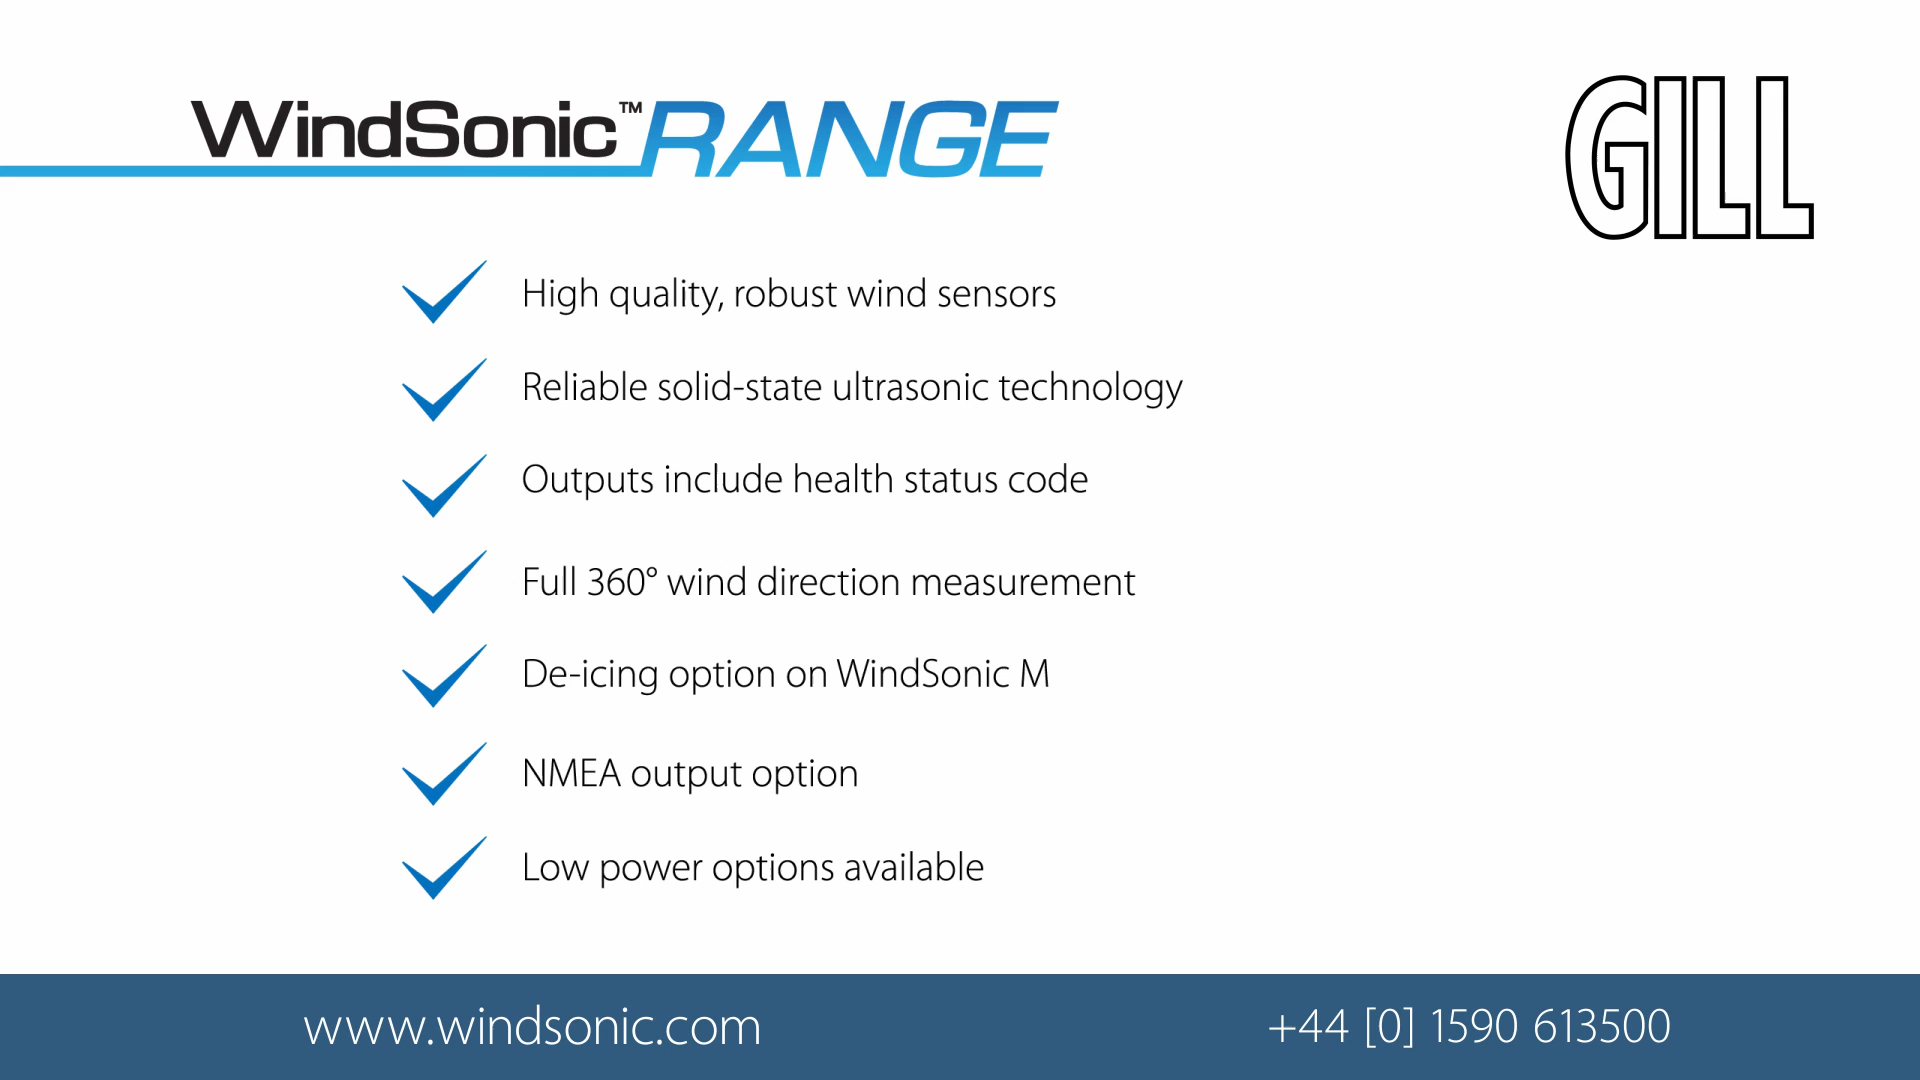 WindSonic™ RANGE
GILL
High quality, robust wind sensors
Reliable solid-state ultrasonic technology
Outputs include health status code
Full 360° wind direction measurement
De-icing option on WindSonic M
NMEA output option
Low power options available
www.windsonic.com
+44 [0] 1590 613500